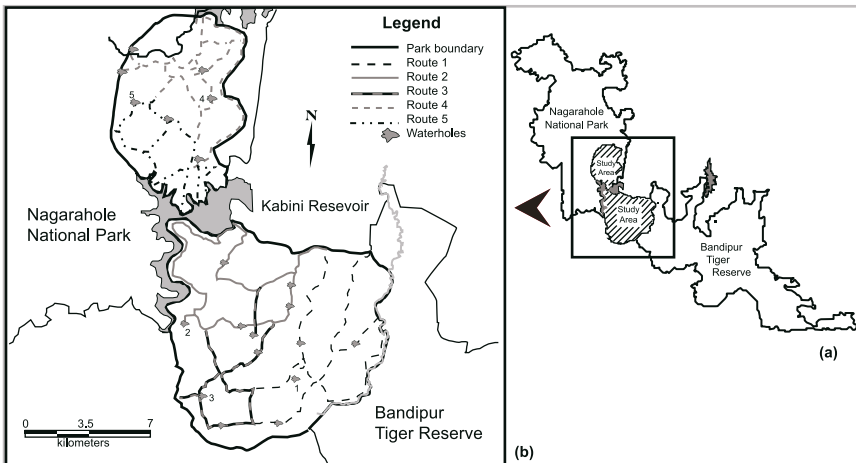 Legend
Park boundary
Route 1
Route 2
Route 3
Route 4
Route 5
Waterholes
N
5
4
Kabini Resevoir
Nagarahole
National Park
2
3
1
0 3.5 7
kilometers
Bandipur
Tiger Reserve
(b)
Nagarahole
National Park
Study
Area
Study
Area
Bandipur
Tiger
Reserve
(a)